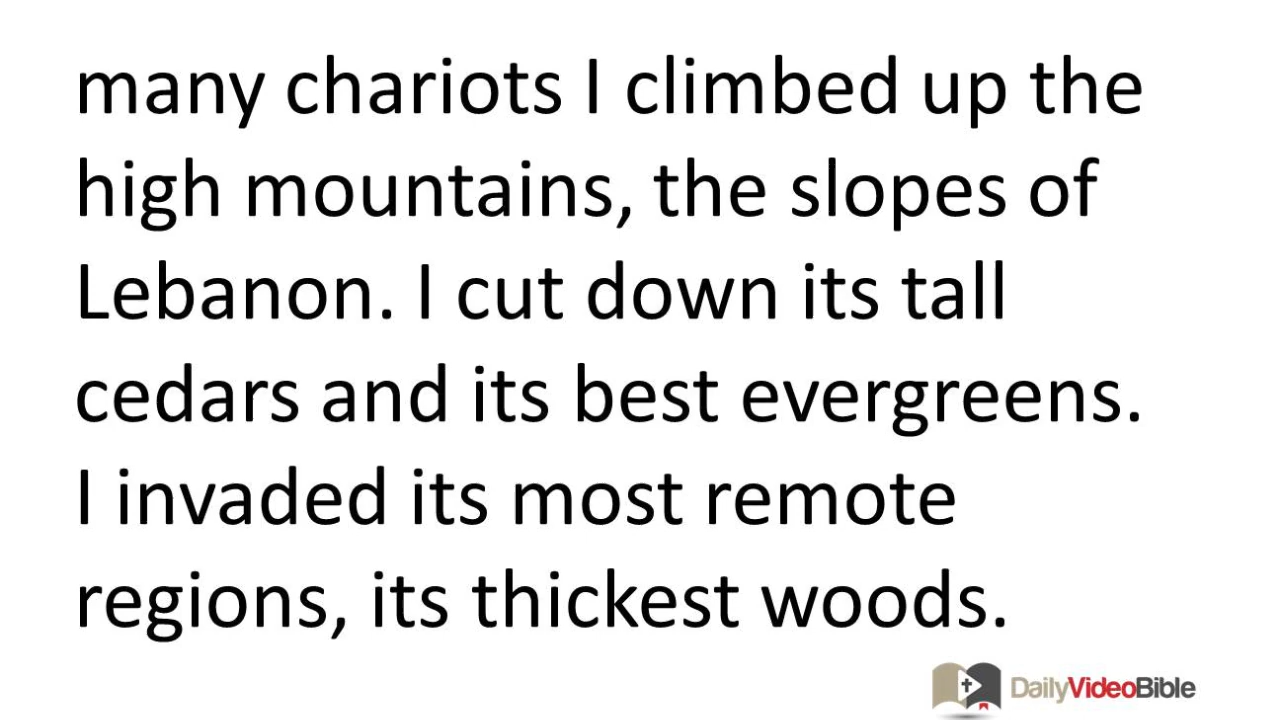 many chariots I climbed up the
high mountains, the slopes of
Lebanon. I cut down its tall
cedars and its best evergreens.
I invaded its most remote
regions, its thickest woods.
DailyVideoBible